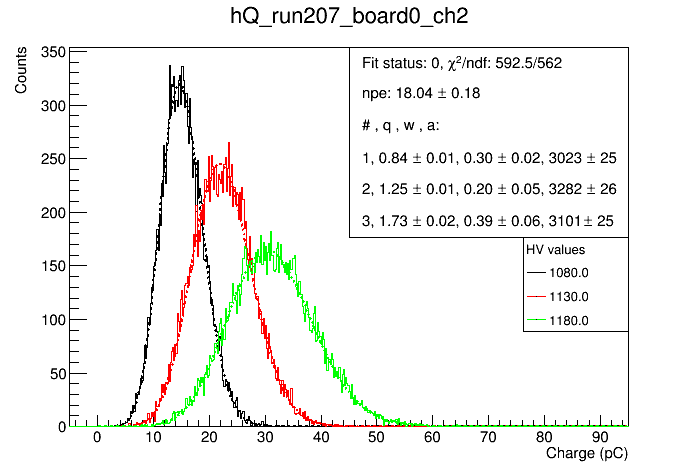 hQ_run207_board0_ch2
Counts
350
300
250
200
150
100
50
0
Fit status: 0, χ²/ndf: 592.5/562
npe: 18.04 ± 0.18
# , q , w , a:
1, 0.84 ± 0.01, 0.30 ± 0.02, 3023 ± 25
2, 1.25 ± 0.01, 0.20 ± 0.05, 3282 ± 26
3, 1.73 ± 0.02, 0.39 ± 0.06, 3101 ± 25
HV values
1080.0
1130.0
1180.0
0 10 20 30 40 50 60 70 80 90
Charge (pC)